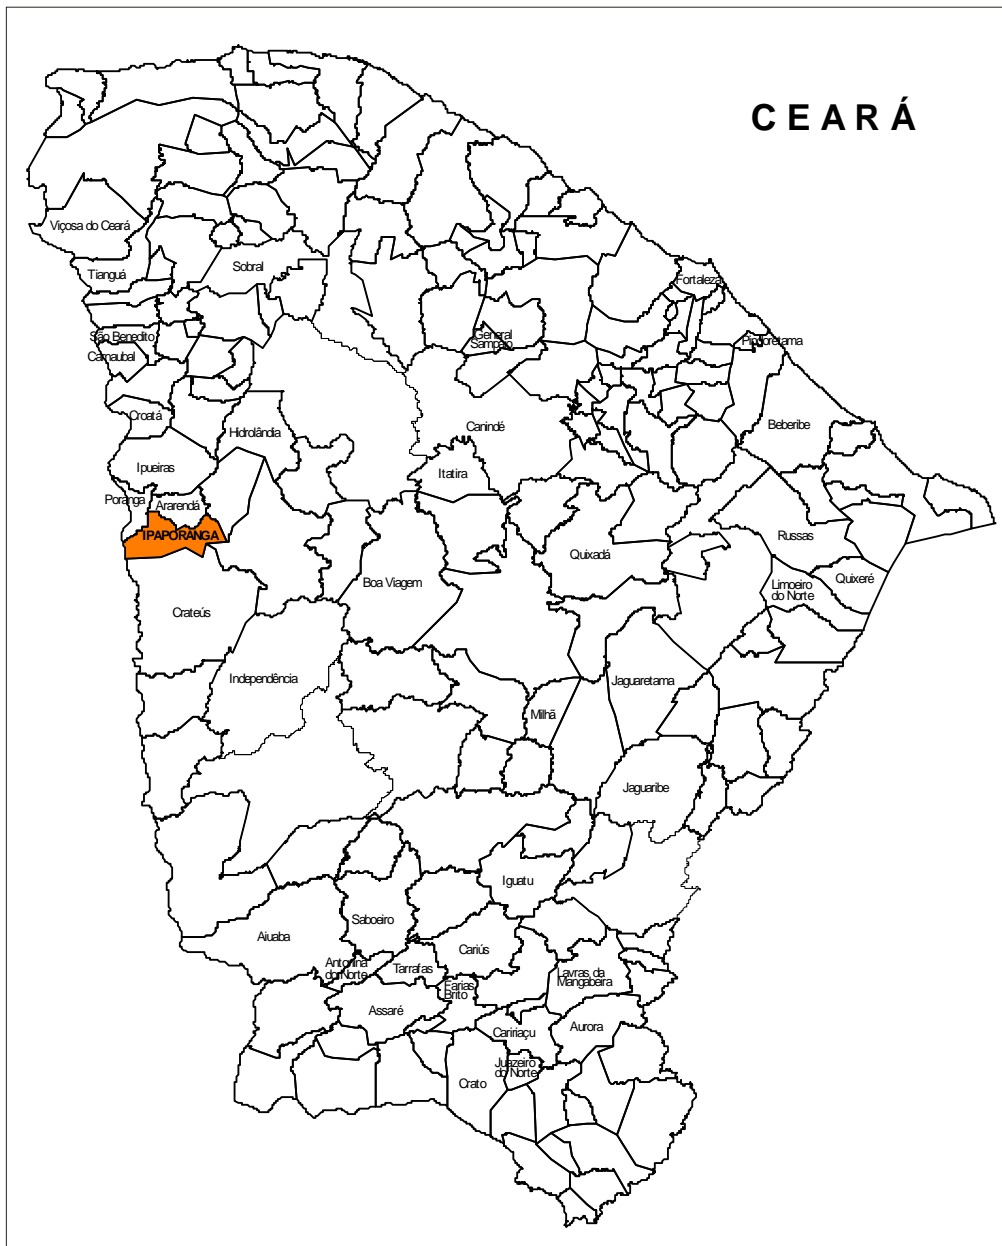 CEARÁ
Viçosa do Ceará
Tianguá
Sobral
Fortaleza
São Benedito
Carnaubal
General
Sampaio
Pindoretama
Croatá
Hidrolândia
Canindé
Beberibe
Ipueiras
Itatira
Poranga
Ararendá
IPAPORANGA
Quixadá
Russas
Boa Viagem
Limoeiro
do Norte
Quixeré
Crateús
Independência
Jaguaretama
Milhã
Jaguaribe
Iguatu
Saboeiro
Aiuaba
Cariús
Antonina
do Norte
Tarrafas
Lavras da
Mangabeira
Farias
Brito
Assaré
Caririaçu
Aurora
Juazeiro
do Norte
Crato